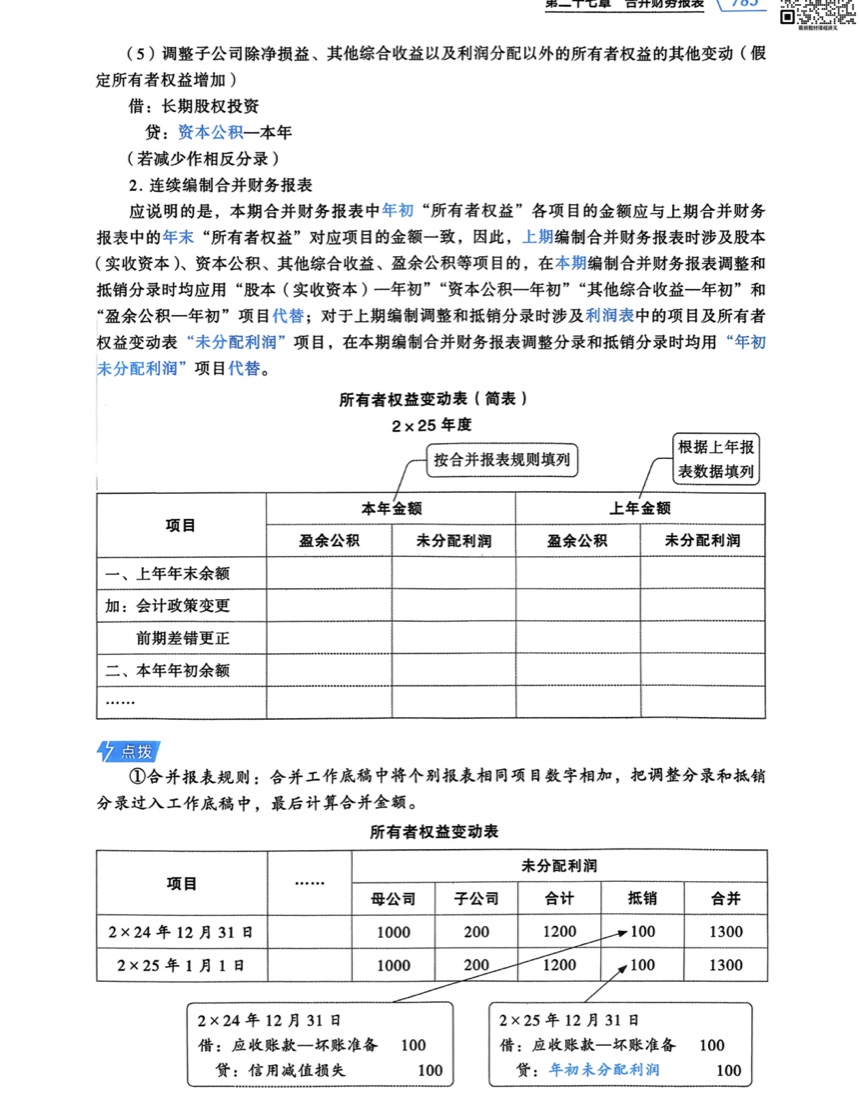 第二十七章 合并财务报表 785
（5）调整子公司除净损益、其他综合收益以及利润分配以外的所有者权益的其他变动（假
定所有者权益增加）
借：长期股权投资
贷：资本公积—本年
（若减少作相反分录）
2. 连续编制合并财务报表
应说明的是，本期合并财务报表中年初“所有者权益”各项目的金额应与上期合并财务
报表中的年末“所有者权益”对应项目的金额一致，因此，上期编制合并财务报表时涉及股本
（实收资本）、资本公积、其他综合收益、盈余公积等项目的，在本期编制合并财务报表调整和
抵销分录时均应用“股本（实收资本）—年初”“资本公积—年初”“其他综合收益—年初”和
“盈余公积—年初”项目代替；对于上期编制调整和抵销分录时涉及利润表中的项目及所有者
权益变动表“未分配利润”项目，在本期编制合并财务报表调整分录和抵销分录时均用“年初
未分配利润”项目代替。
所有者权益变动表（简表）
2×25 年度
按合并报表规则填列
根据上年报
表数据填列
项目 本年金额 上年金额
盈余公积 未分配利润 盈余公积 未分配利润
一、上年年末余额
加：会计政策变更
前期差错更正
二、本年年初余额
……
点拨
①合并报表规则：合并工作底稿中将个别报表相同项目数字相加，把调整分录和抵销
分录过入工作底稿中，最后计算合并金额。
所有者权益变动表
项目 …… 未分配利润
母公司 子公司 合计 抵销 合并
2×24 年 12 月 31 日 1000 200 1200 100 1300
2×25 年 1 月 1 日 1000 200 1200 100 1300
2×24 年 12 月 31 日
借：应收账款—坏账准备 100
贷：信用减值损失 100
2×25 年 12 月 31 日
借：应收账款—坏账准备 100
贷：年初未分配利润 100